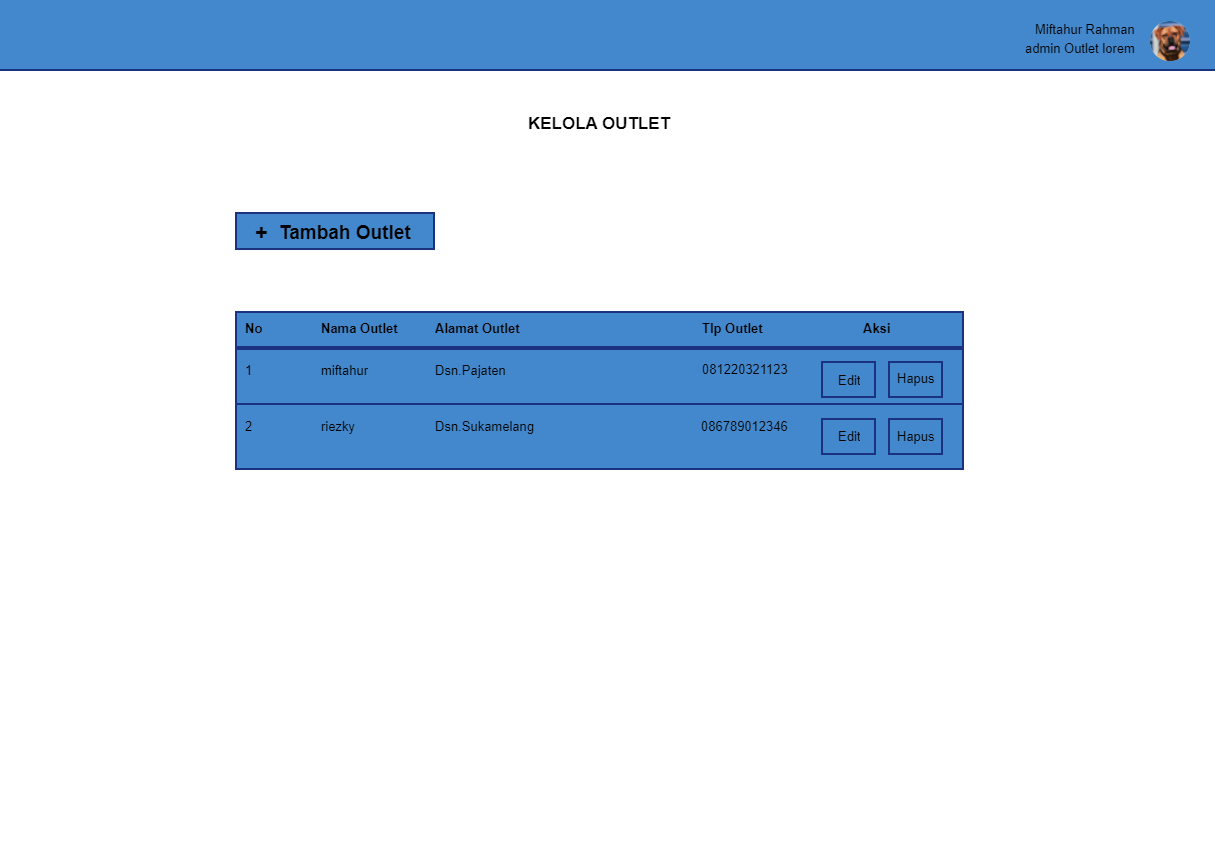 Miftahur Rahman
admin Outlet lorem
KELOLA OUTLET
+ Tambah Outlet
No Nama Outlet Alamat Outlet Tlp Outlet Aksi
1 miftahur Dsn.Pajaten 081220321123 Edit Hapus
2 riezky Dsn.Sukamelang 086789012346 Edit Hapus